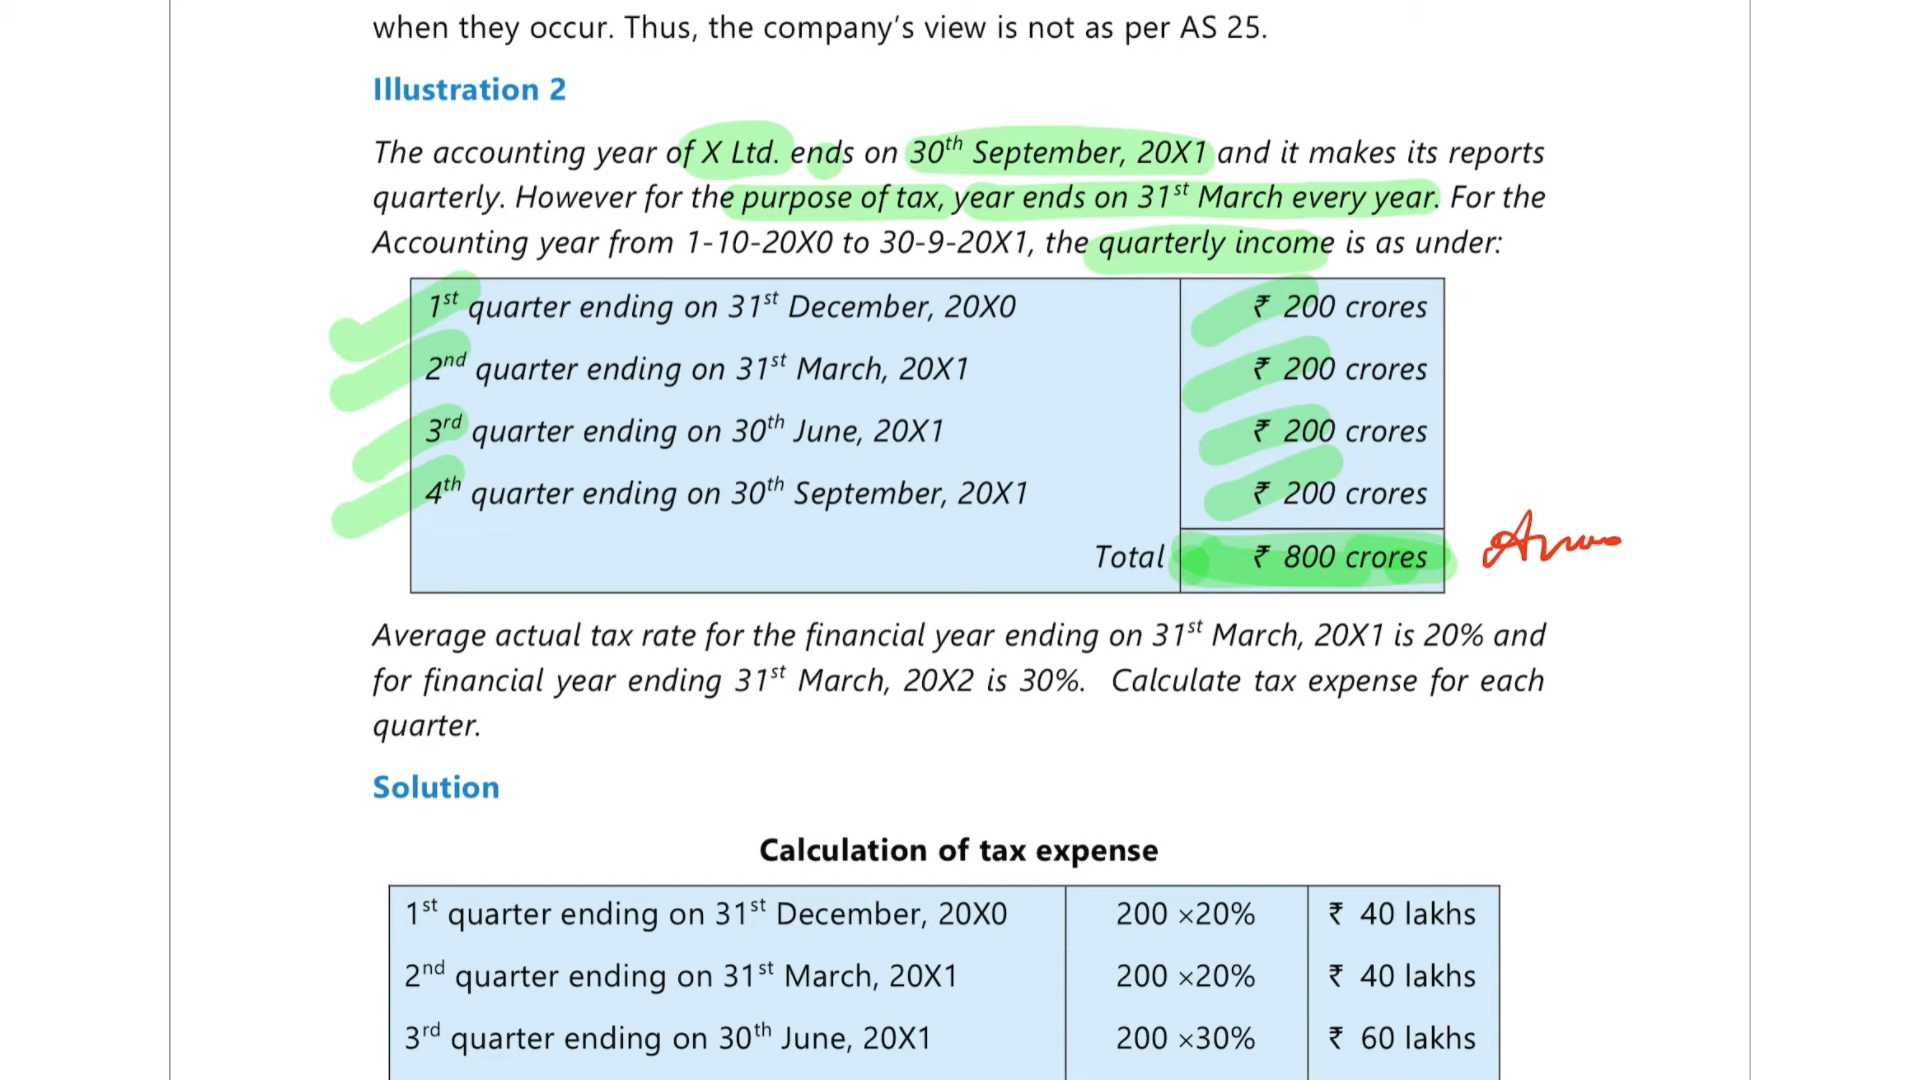 when they occur. Thus, the company's view is not as per AS 25.
Illustration 2
The accounting year of X Ltd. ends on 30th September, 20X1 and it makes its reports
quarterly. However for the purpose of tax, year ends on 31st March every year. For the
Accounting year from 1-10-20X0 to 30-9-20X1, the quarterly income is as under:
1st quarter ending on 31st December, 20X0 ₹ 200 crores
2nd quarter ending on 31st March, 20X1 ₹ 200 crores
3rd quarter ending on 30th June, 20X1 ₹ 200 crores
4th quarter ending on 30th September, 20X1 ₹ 200 crores
Total ₹ 800 crores
Average actual tax rate for the financial year ending on 31st March, 20X1 is 20% and
for financial year ending 31st March, 20X2 is 30%. Calculate tax expense for each
quarter.
Solution
Calculation of tax expense
1st quarter ending on 31st December, 20X0 200 ×20% ₹ 40 lakhs
2nd quarter ending on 31st March, 20X1 200 ×20% ₹ 40 lakhs
3rd quarter ending on 30th June, 20X1 200 ×30% ₹ 60 lakhs